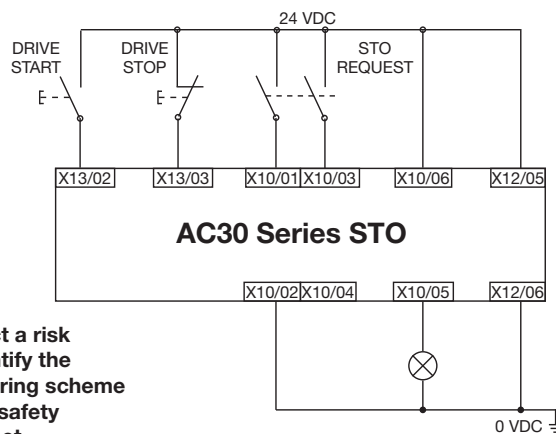 24 VDC
DRIVE
START
DRIVE
STOP
STO
REQUEST
X13/02 X13/03 X10/01 X10/03 X10/06 X12/05
AC30 Series STO
X10/02 X10/04 X10/05 X12/06
t a risk
ntify the
ring scheme
safety
0 VDC